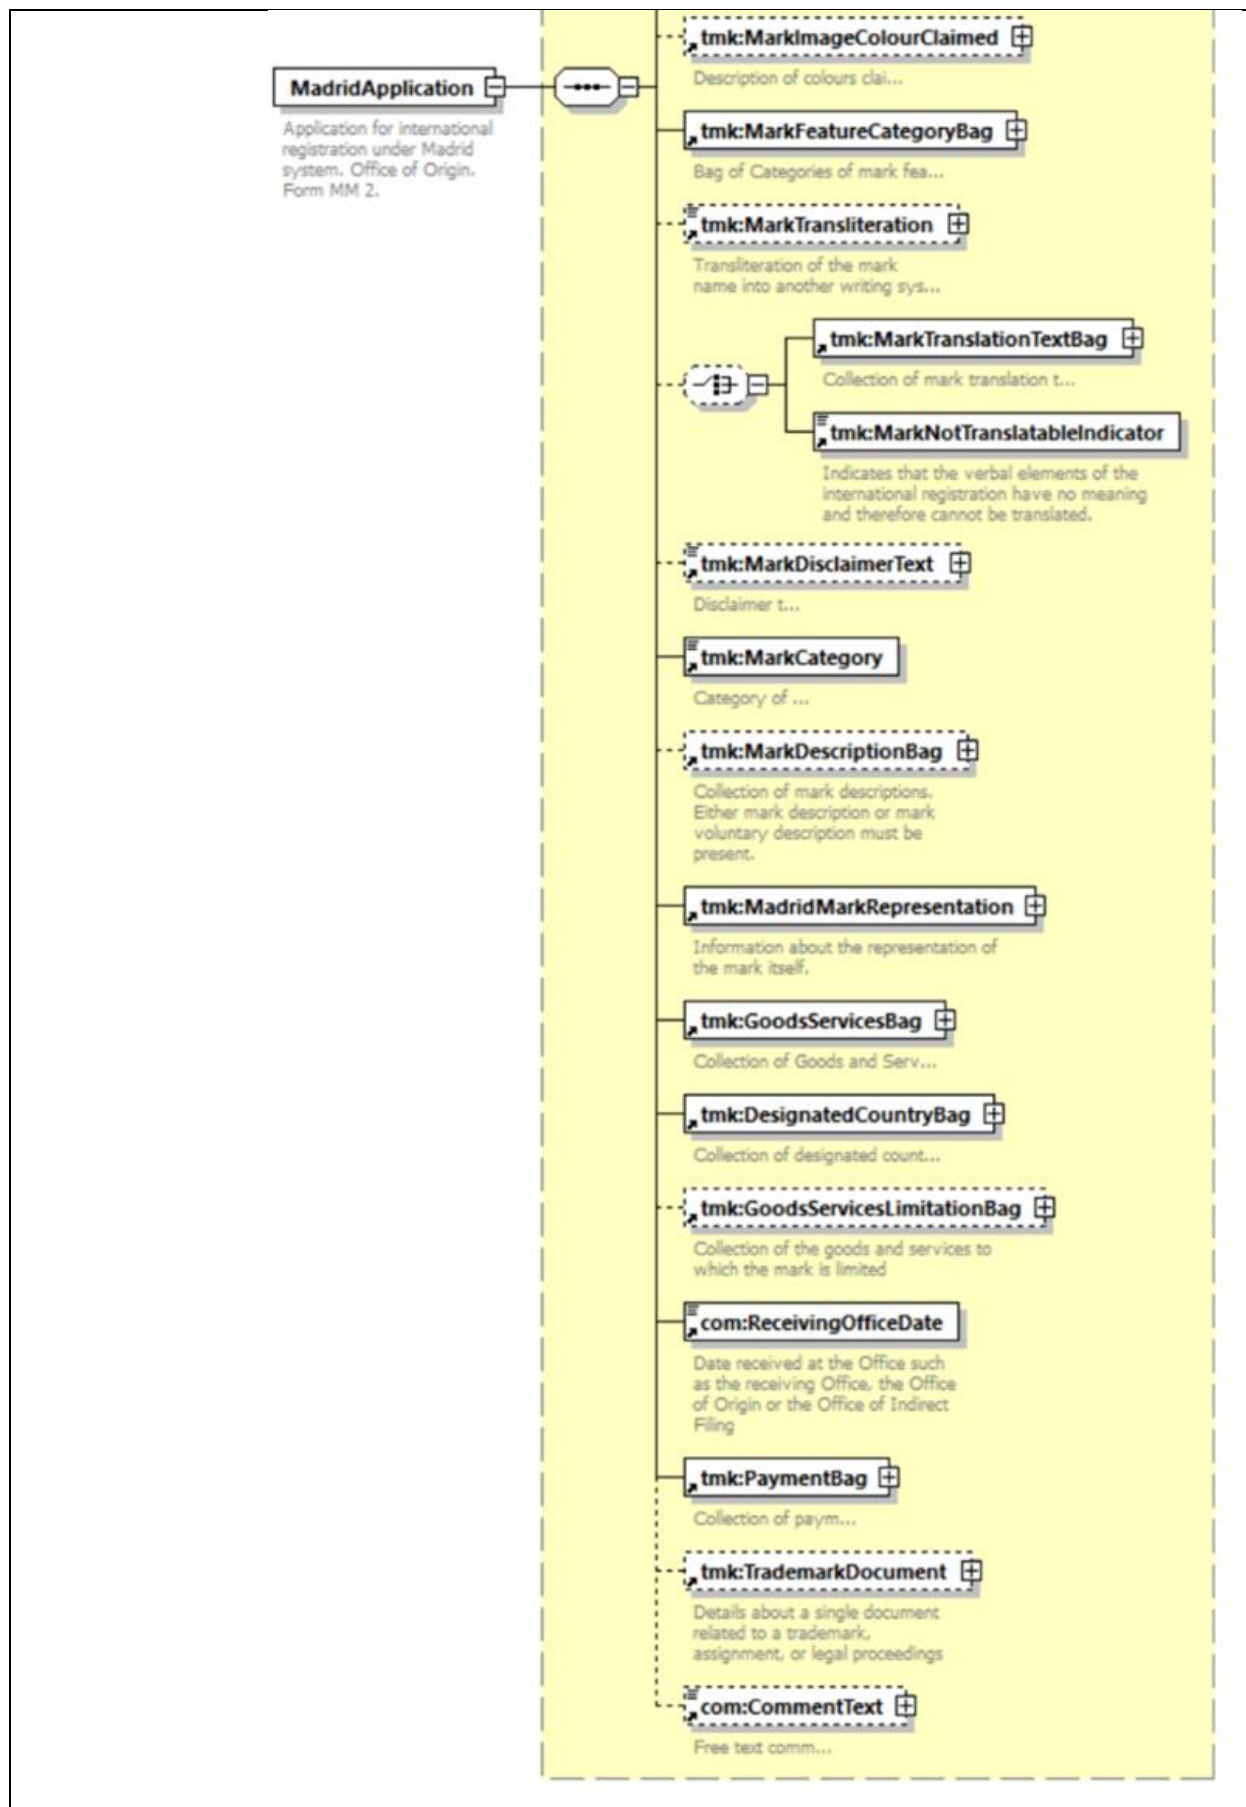 tmk:MarkImageColourClaimed
Description of colours clai...
MadridApplication
Application for international
registration under Madrid
system. Office of Origin.
Form MM 2.
tmk:MarkFeatureCategoryBag
Bag of Categories of mark fea...
tmk:MarkTransliteration
Transliteration of the mark
name into another writing sys...
tmk:MarkTranslationTextBag
Collection of mark translation t...
tmk:MarkNotTranslatableIndicator
Indicates that the verbal elements of the
international registration have no meaning
and therefore cannot be translated.
tmk:MarkDisclaimerText
Disclaimer t...
tmk:MarkCategory
Category of ...
tmk:MarkDescriptionBag
Collection of mark descriptions.
Either mark description or mark
voluntary description must be
present.
tmk:MadridMarkRepresentation
Information about the representation of
the mark itself.
tmk:GoodsServicesBag
Collection of Goods and Serv...
tmk:DesignatedCountryBag
Collection of designated count...
tmk:GoodsServicesLimitationBag
Collection of the goods and services to
which the mark is limited
com:ReceivingOfficeDate
Date received at the Office such
as the receiving Office, the Office
of Origin or the Office of Indirect
Filing
tmk:PaymentBag
Collection of paym...
tmk:TrademarkDocument
Details about a single document
related to a trademark,
assignment, or legal proceedings
com:CommentText
Free text comm...